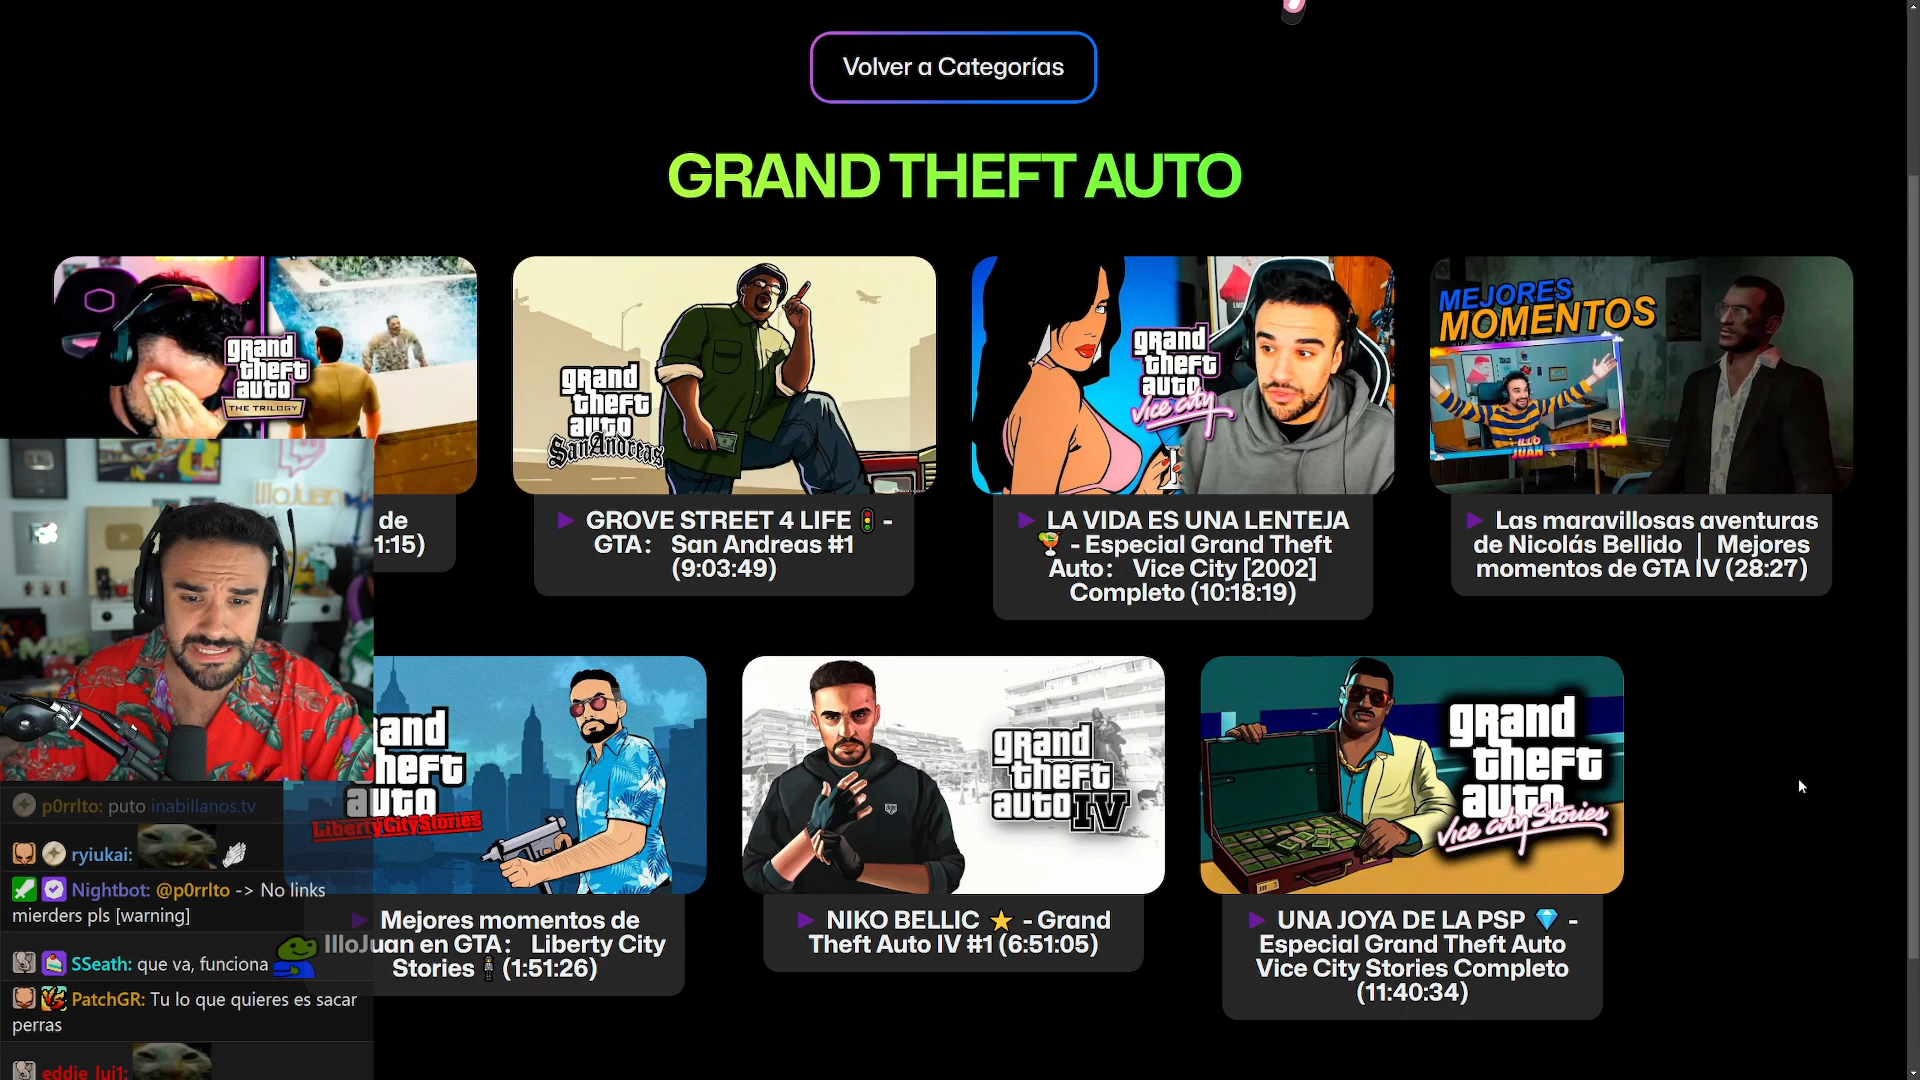 Volver a Categorías
GRAND THEFT AUTO
grand
theft
auto
THE TRILOGY
grand
theft
auto
SanAndreas
grand
theft
auto
vice city
MEJORES
MOMENTOS
ILLO
JUAN
de
1:15)
GROVE STREET 4 LIFE 🚦 -
GTA： San Andreas #1
(9:03:49)
LA VIDA ES UNA LENTEJA
🍹 - Especial Grand Theft
Auto： Vice City [2002]
Completo (10:18:19)
Las maravillosas aventuras
de Nicolás Bellido ｜ Mejores
momentos de GTA IV (28:27)
IlloJuan
and
heft
auto
Liberty City Stories
grand
theft
auto IV
grand
theft
auto
vice city Stories
Mejores momentos de
IlloJuan en GTA： Liberty City
Stories 🕴 (1:51:26)
NIKO BELLIC ⭐ - Grand
Theft Auto IV #1 (6:51:05)
UNA JOYA DE LA PSP 💎 -
Especial Grand Theft Auto
Vice City Stories Completo
(11:40:34)
p0rrlto: puto inabillanos.tv
ryiukai:
Nightbot: @p0rrlto -> No links
mierders pls [warning]
SSeath: que va, funciona
PatchGR: Tu lo que quieres es sacar
perras
eddie_lui1: